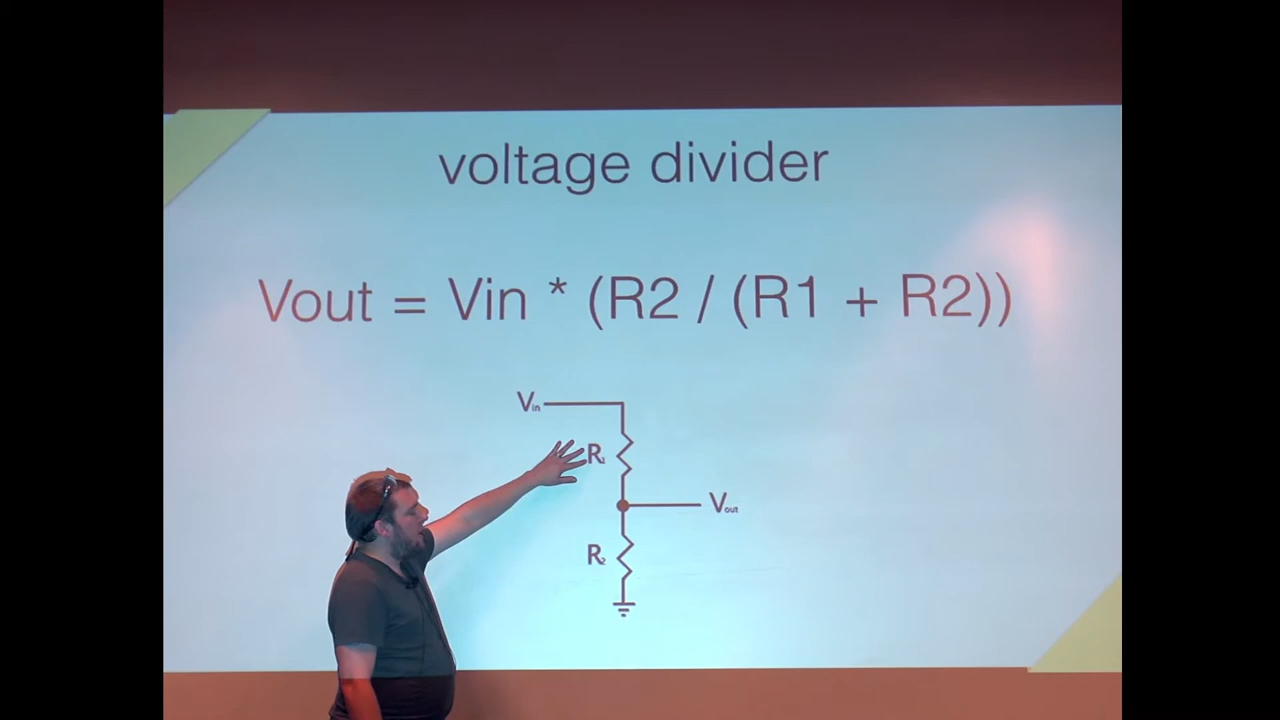 voltage divider
Vout = Vin * (R2 / (R1 + R2))
Vin
R1
Vout
R2